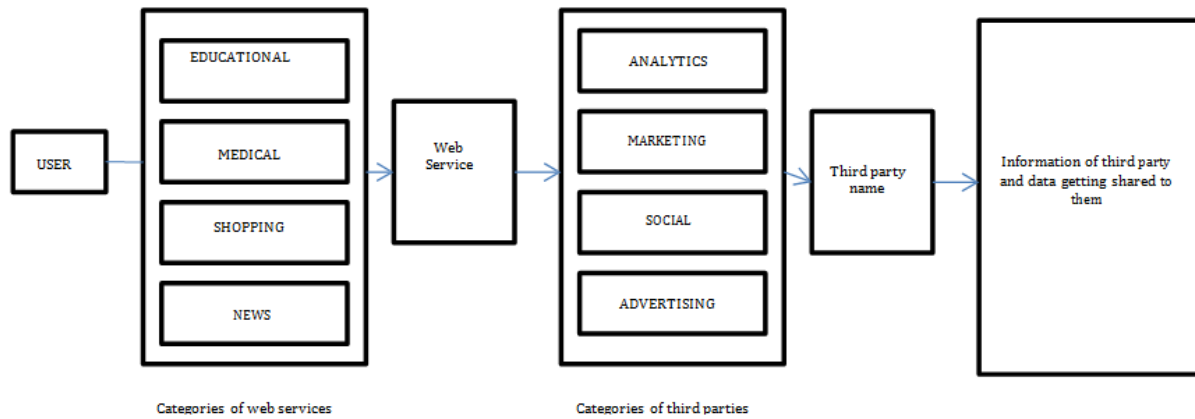 USER
EDUCATIONAL
MEDICAL
SHOPPING
NEWS
Categories of web services
Web
Service
ANALYTICS
MARKETING
SOCIAL
ADVERTISING
Categories of third parties
Third party
name
Information of third party
and data getting shared to
them